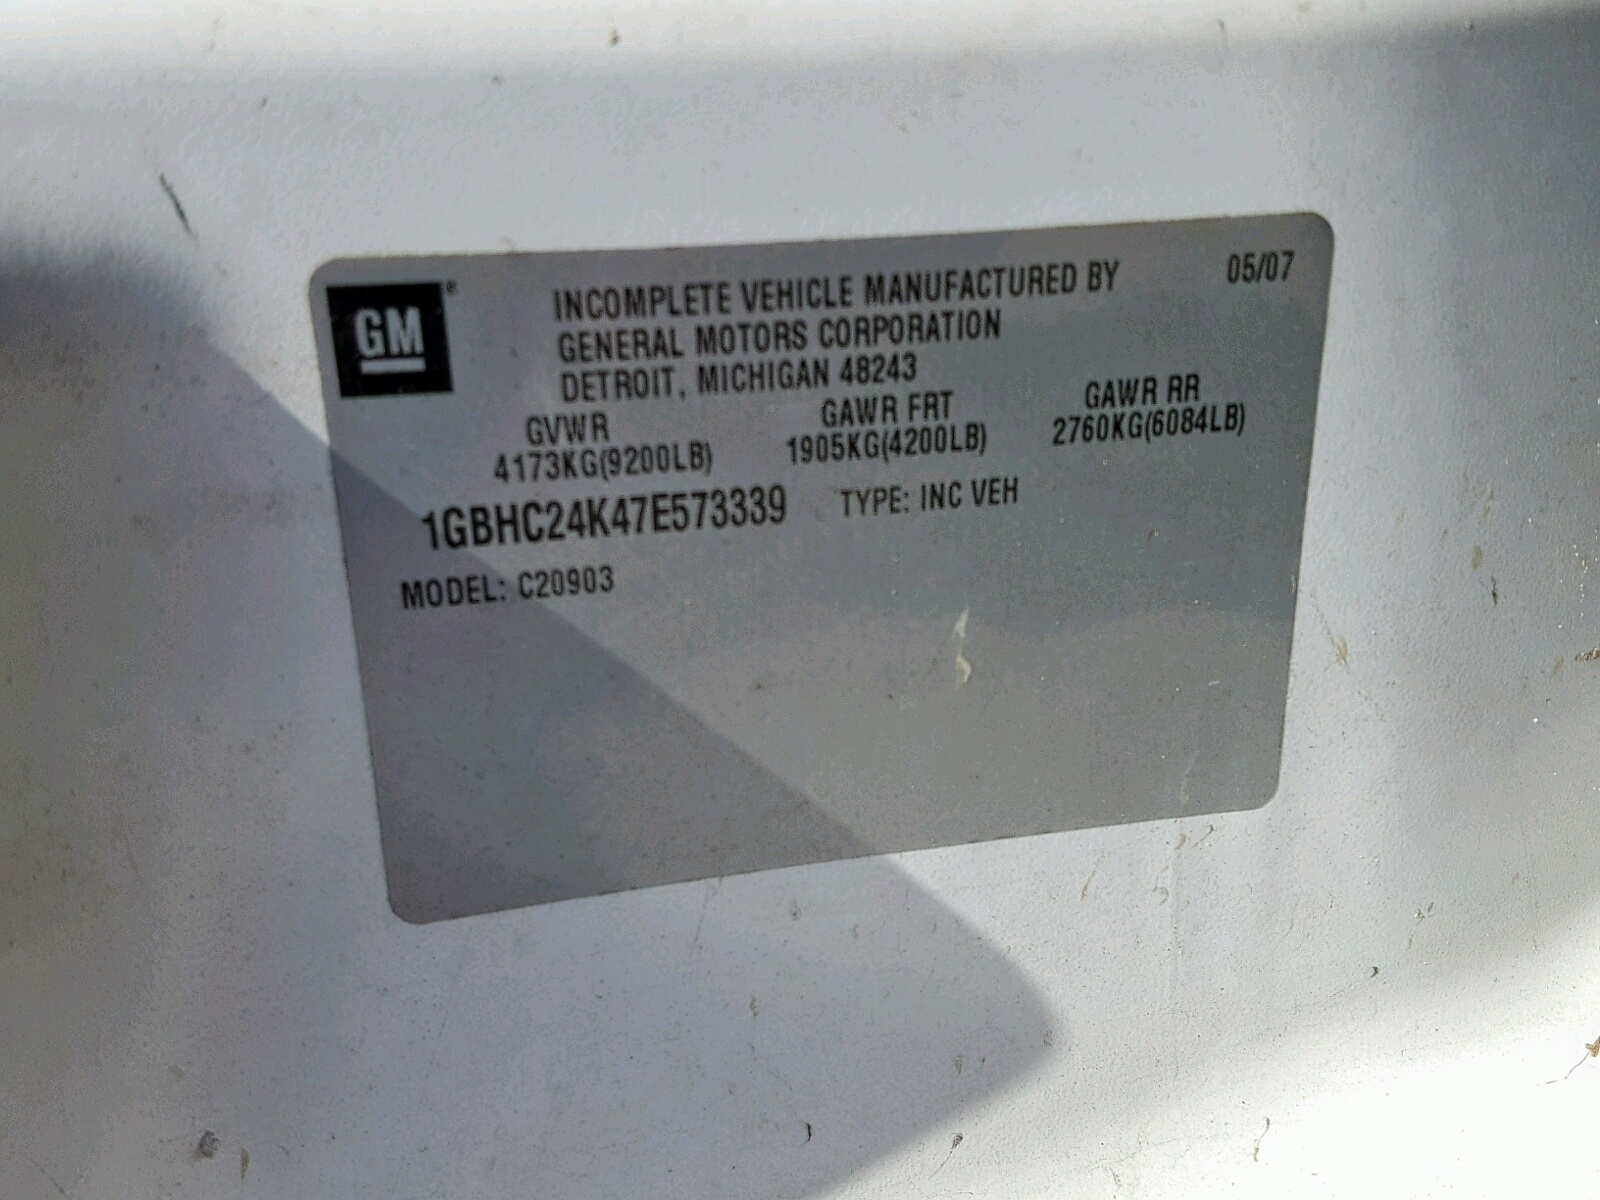 GM®
INCOMPLETE VEHICLE MANUFACTURED BY 05/07
GENERAL MOTORS CORPORATION
DETROIT, MICHIGAN 48243
GVWR GAWR FRT GAWR RR
4173KG(9200LB) 1905KG(4200LB) 2760KG(6084LB)
1GBHC24K47E573339 TYPE: INC VEH
MODEL: C20903